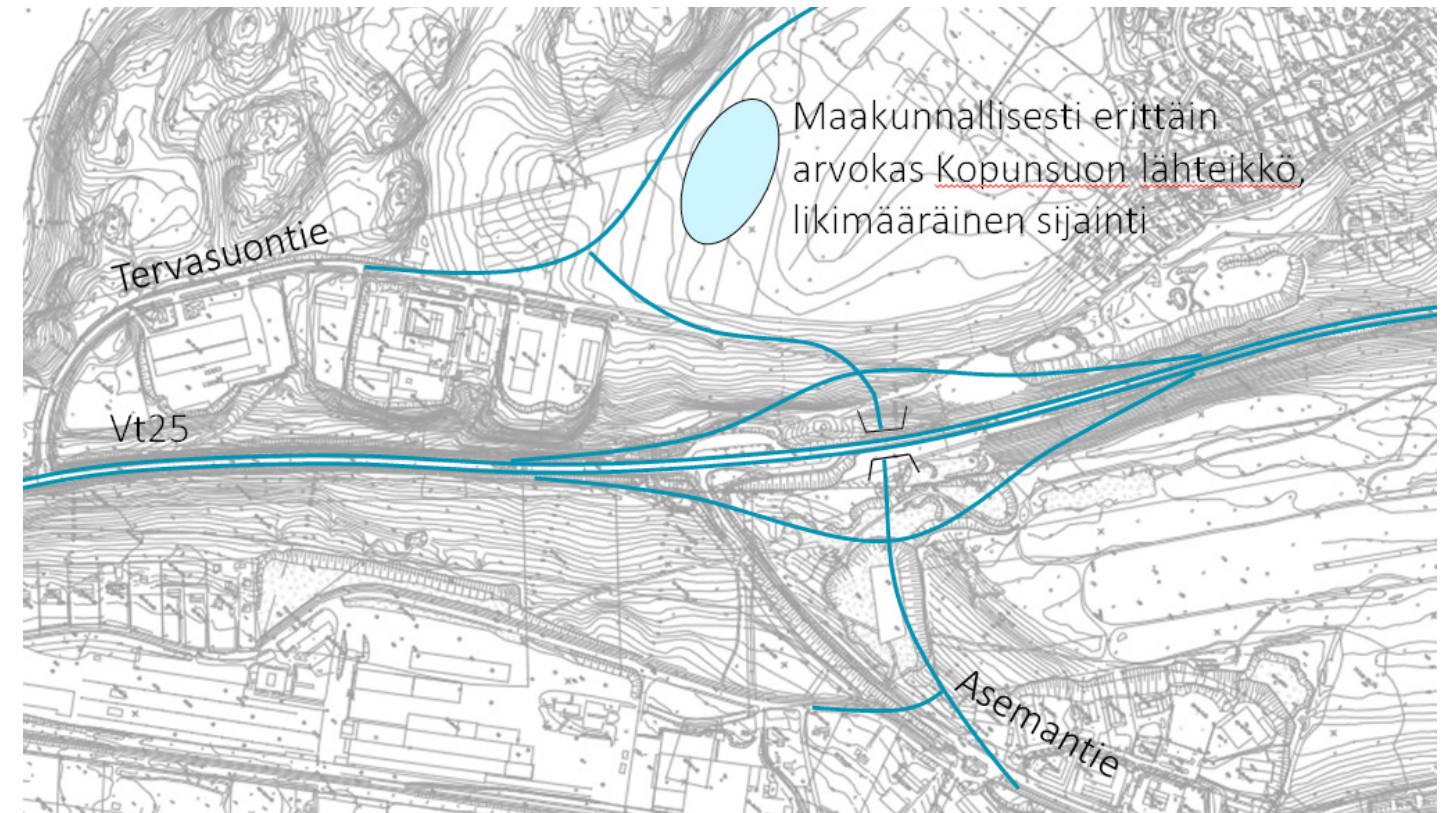 Maakunnallisesti erittäin
arvokas Kopunsuon lähteikkö,
likimääräinen sijainti
Tervasuontie
Vt25
Asemantie